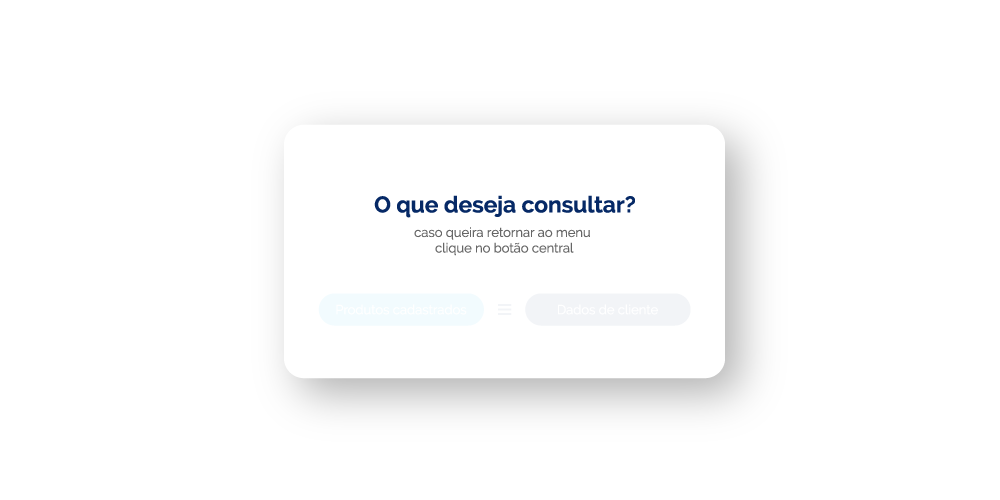 O que deseja consultar?
caso queira retornar ao menu
clique no botão central
Produtos cadastrados Dados de cliente